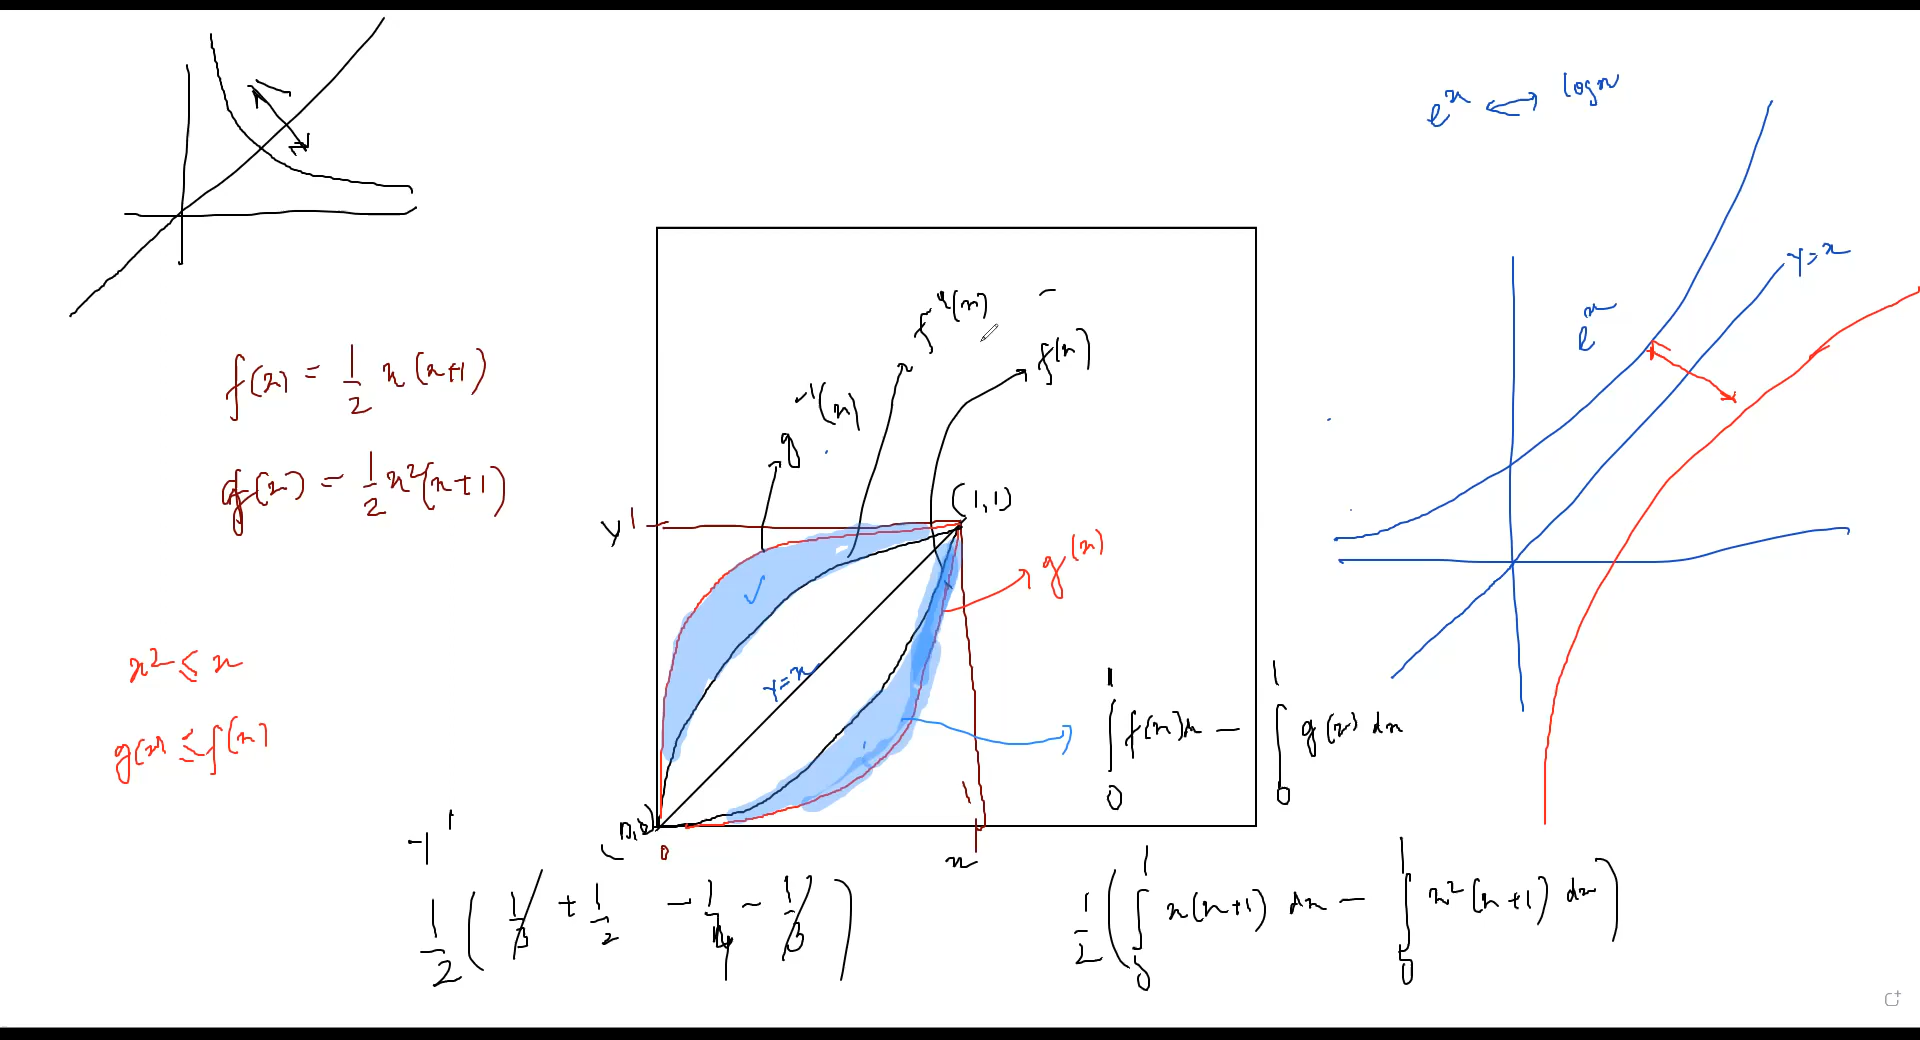 eˣ ↔ log x
y = x
eˣ
f(x) = 1/2 x(x+1)
g(x) = 1/2 x²(x+1)
x² ≤ x
g(x) ≤ f(x)
f⁻¹(x)
f(x)
g⁻¹(x)
(1,1)
y 1
g(x)
y = x
∫₀¹ f(x)dx − ∫₀¹ g(x) dx
(0,0)
0
1
x
1/2 ( 1/3 + 1/2 − 1/4 − 1/3 )
1/2 ( ∫₀¹ x(x+1) dx − ∫₀¹ x²(x+1) dx )